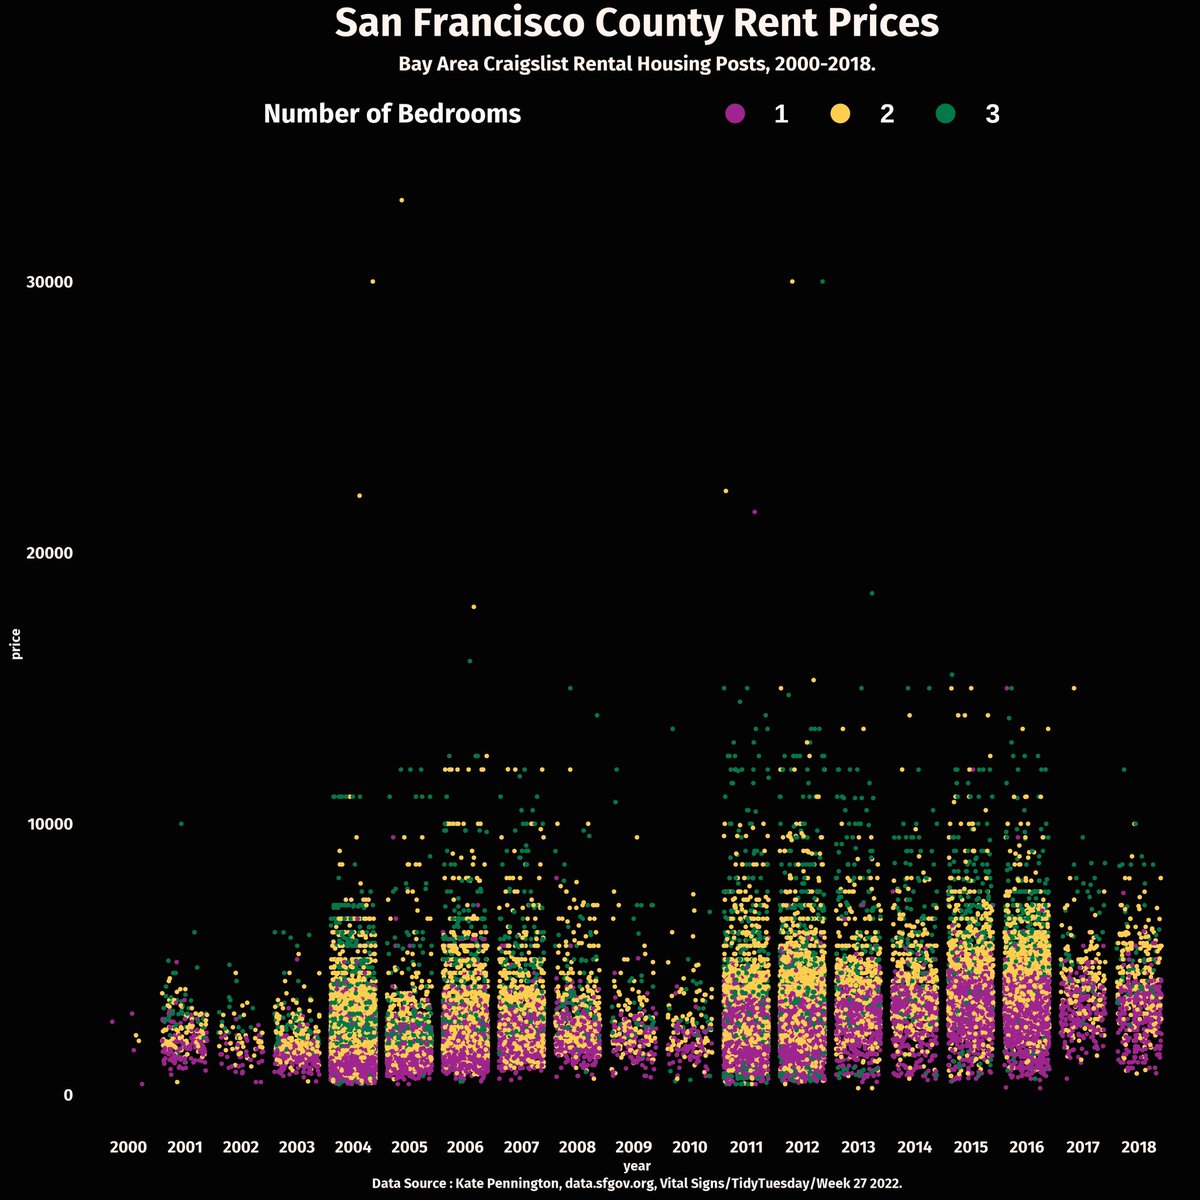 San Francisco County Rent Prices
Bay Area Craigslist Rental Housing Posts, 2000-2018.
Number of Bedrooms 1 2 3
30000
20000
price
10000
0
2000 2001 2002 2003 2004 2005 2006 2007 2008 2009 2010 2011 2012 2013 2014 2015 2016 2017 2018
year
Data Source : Kate Pennington, data.sfgov.org, Vital Signs/TidyTuesday/Week 27 2022.